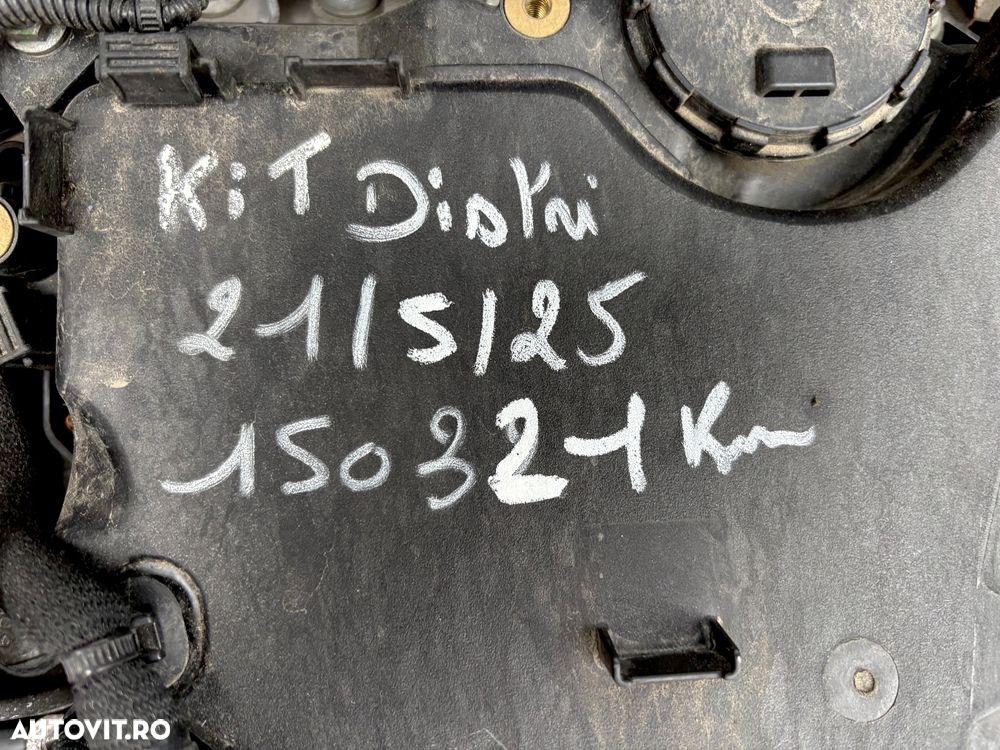 KiT Distri
21/5/25
150321 Km
AUTOVIT.RO